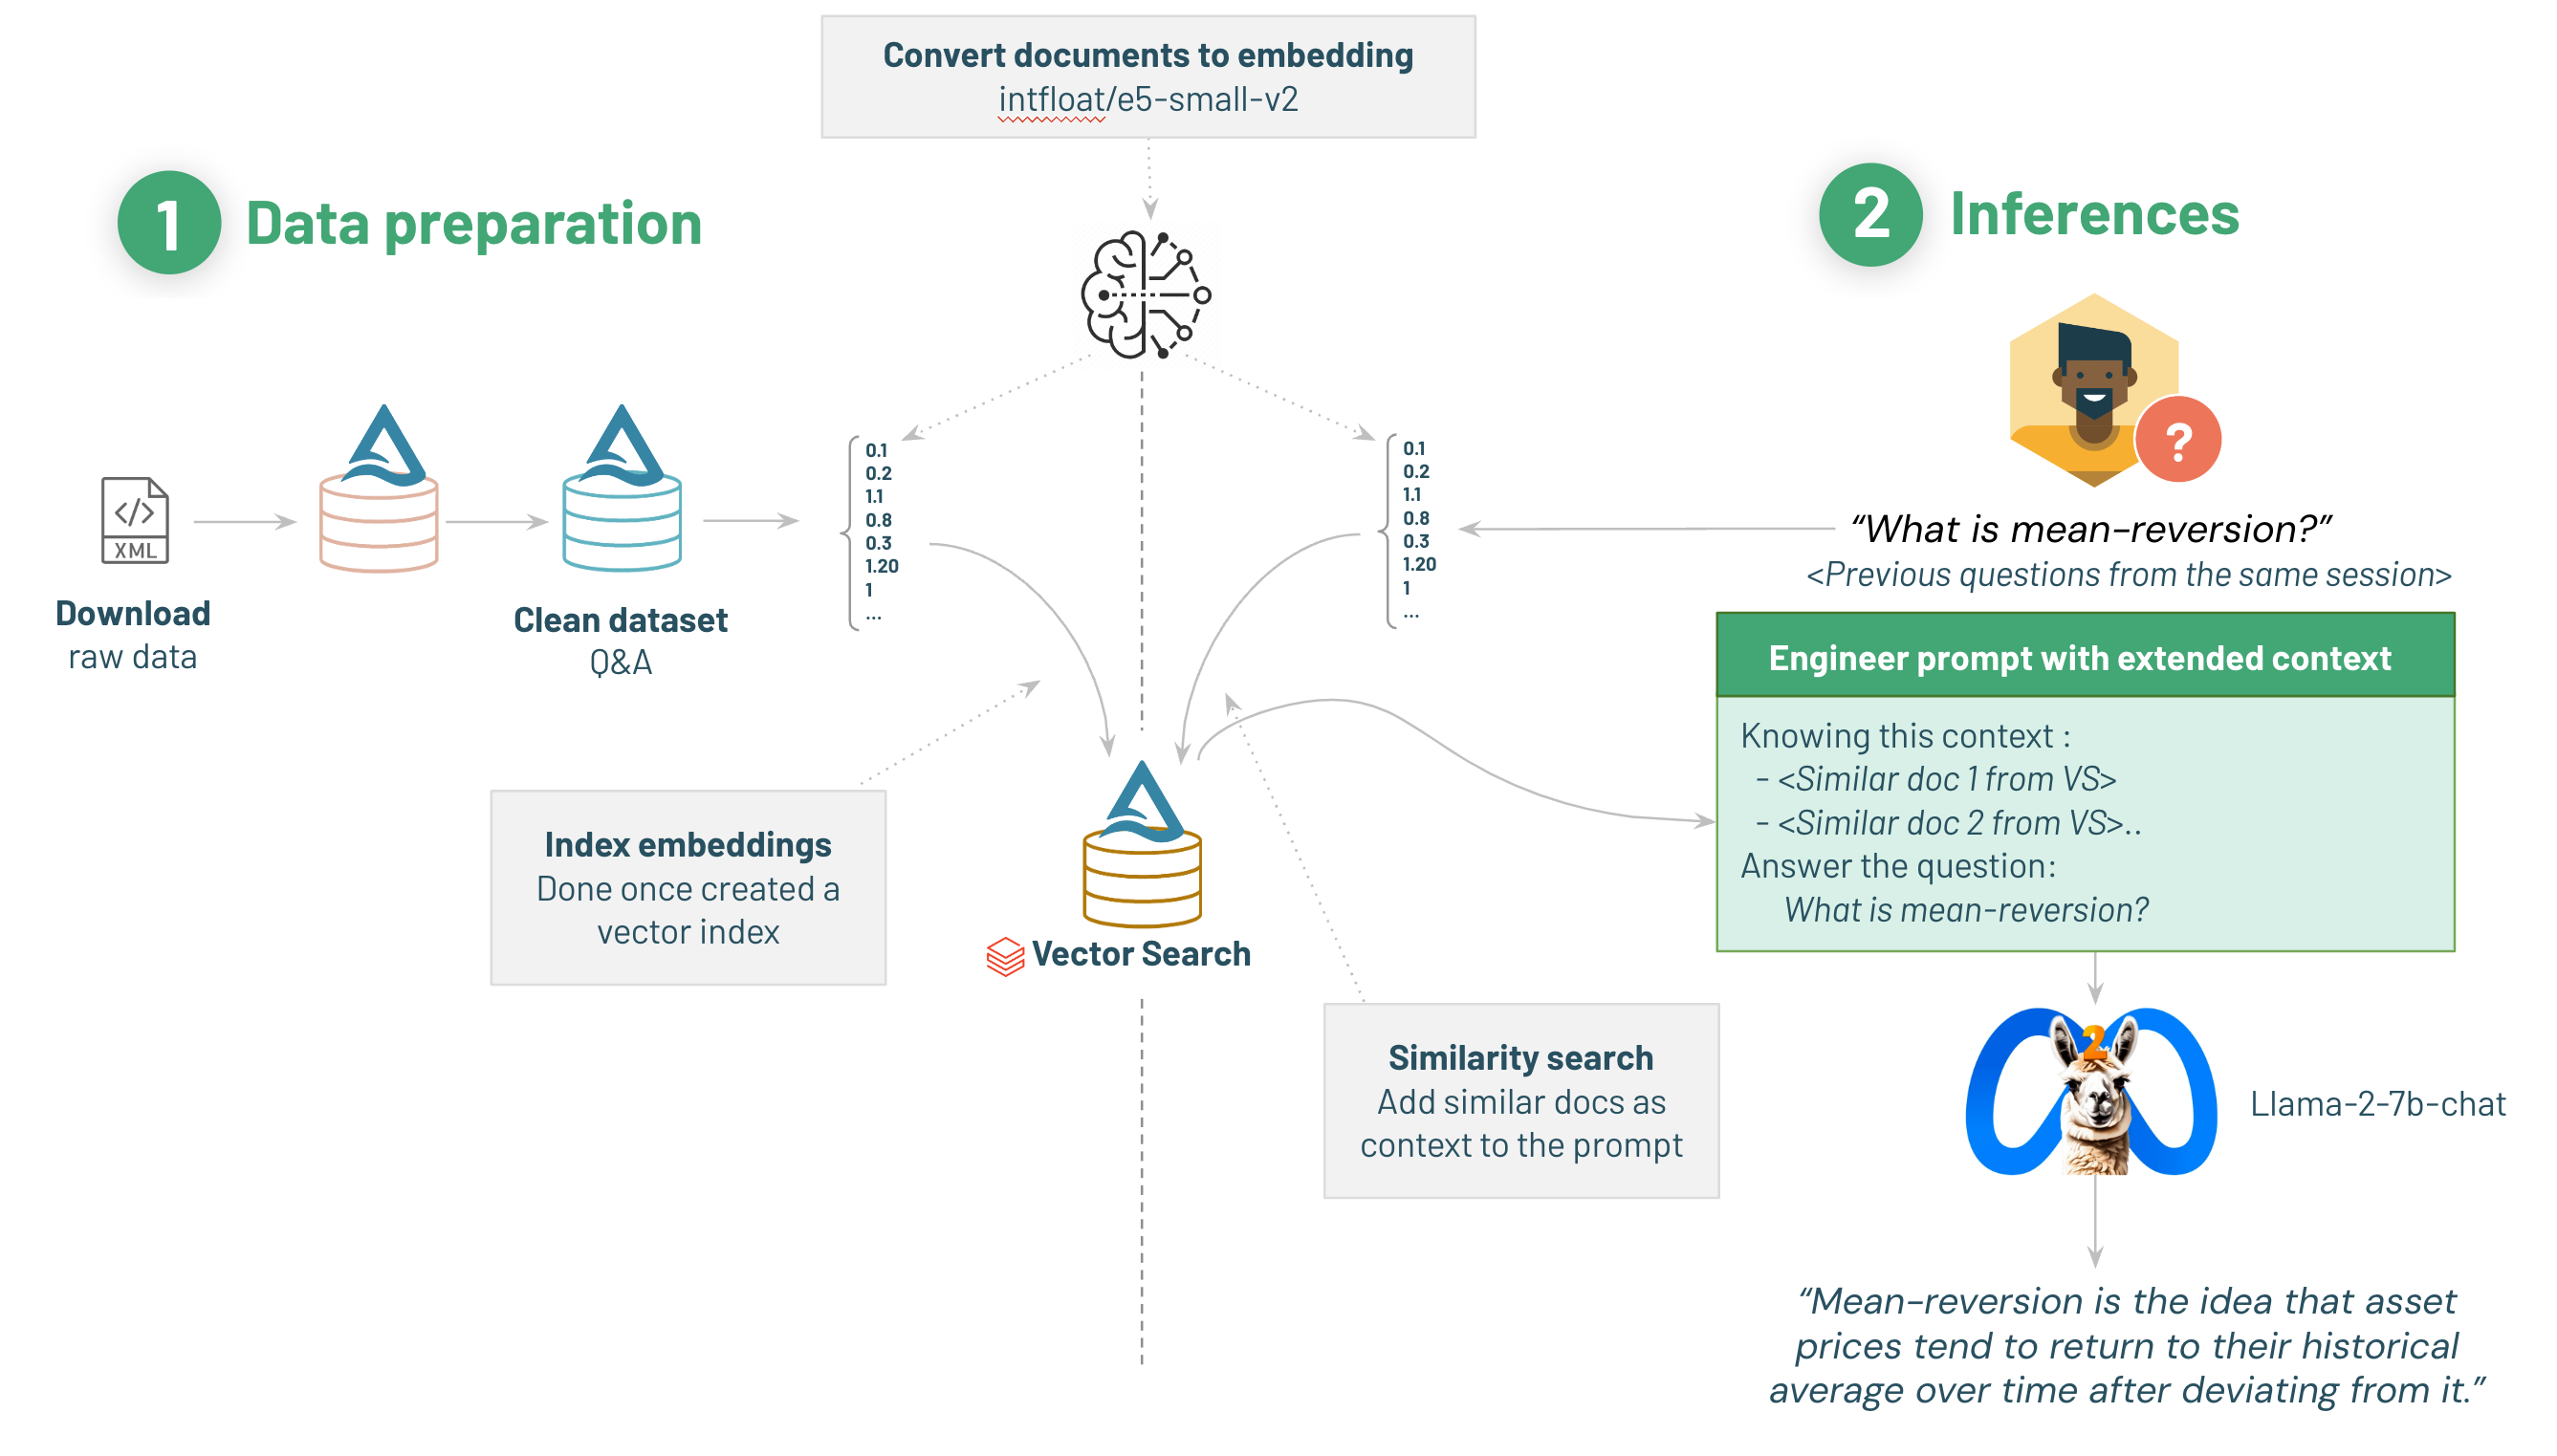 Convert documents to embedding
intfloat/e5-small-v2
1 Data preparation
XML
Download
raw data
Clean dataset
Q&A
0.1
0.2
1.1
0.8
0.3
1.20
1
...
Index embeddings
Done once created a
vector index
Vector Search
2 Inferences
?
“What is mean-reversion?”
<Previous questions from the same session>
0.1
0.2
1.1
0.8
0.3
1.20
1
...
Similarity search
Add similar docs as
context to the prompt
Engineer prompt with extended context
Knowing this context :
- <Similar doc 1 from VS>
- <Similar doc 2 from VS>..
Answer the question:
What is mean-reversion?
2
Llama-2-7b-chat
“Mean-reversion is the idea that asset
prices tend to return to their historical
average over time after deviating from it.”